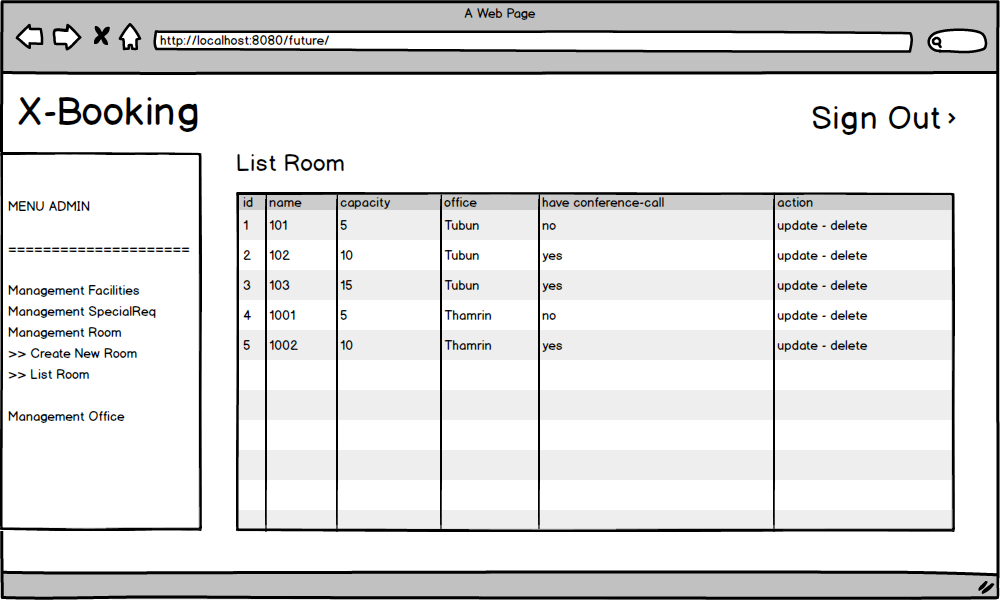 A Web Page
http://localhost:8080/future/
X-Booking
Sign Out
List Room
MENU ADMIN
=====================
Management Facilities
Management SpecialReq
Management Room
>> Create New Room
>> List Room
Management Office
id name capacity office have conference-call action
1 101 5 Tubun no update - delete
2 102 10 Tubun yes update - delete
3 103 15 Tubun yes update - delete
4 1001 5 Thamrin no update - delete
5 1002 10 Thamrin yes update - delete